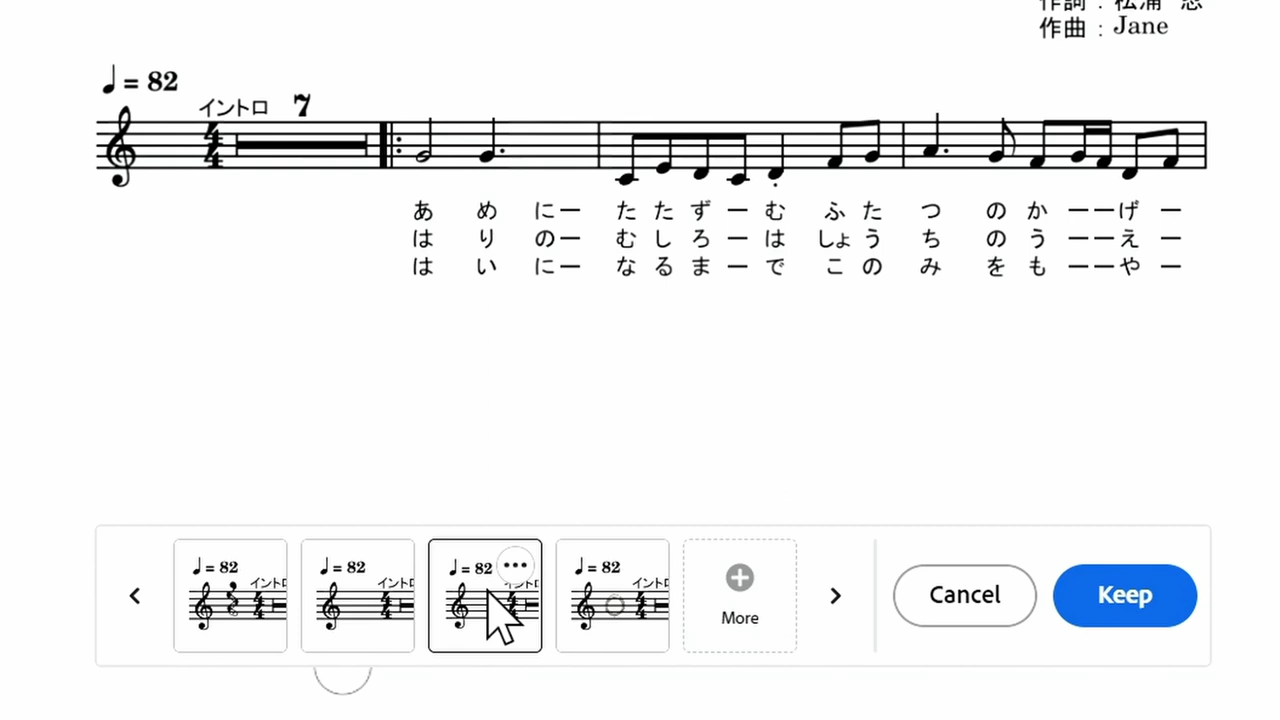 作詞 : 松浦
作曲 : Jane
♩= 82
イントロ 7
あ め に ー た た ず ー む ふ た つ の か ー ー げ ー
は り の ー む し ろ ー は しょ う ち の う ー ー え ー
は い に ー な る ま ー で こ の み を も ー ー や ー
♩= 82 ♩= 82 ♩= 82 ♩= 82
イント イント イント
More
Cancel
Keep